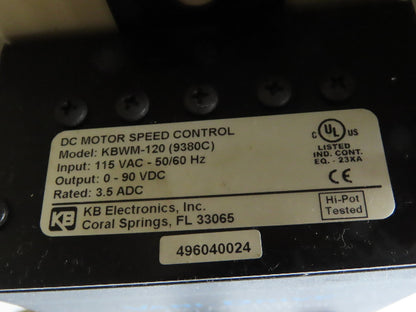 DC MOTOR SPEED CONTROL
Model: KBWM-120 (9380C)
Input: 115 VAC - 50/60 Hz
Output: 0 - 90 VDC
Rated: 3.5 ADC
KB
KB Electronics, Inc.
Coral Springs, FL 33065
c UL US
LISTED
IND. CONT.
EQ. - 23XA
CE
Hi-Pot
Tested
496040024